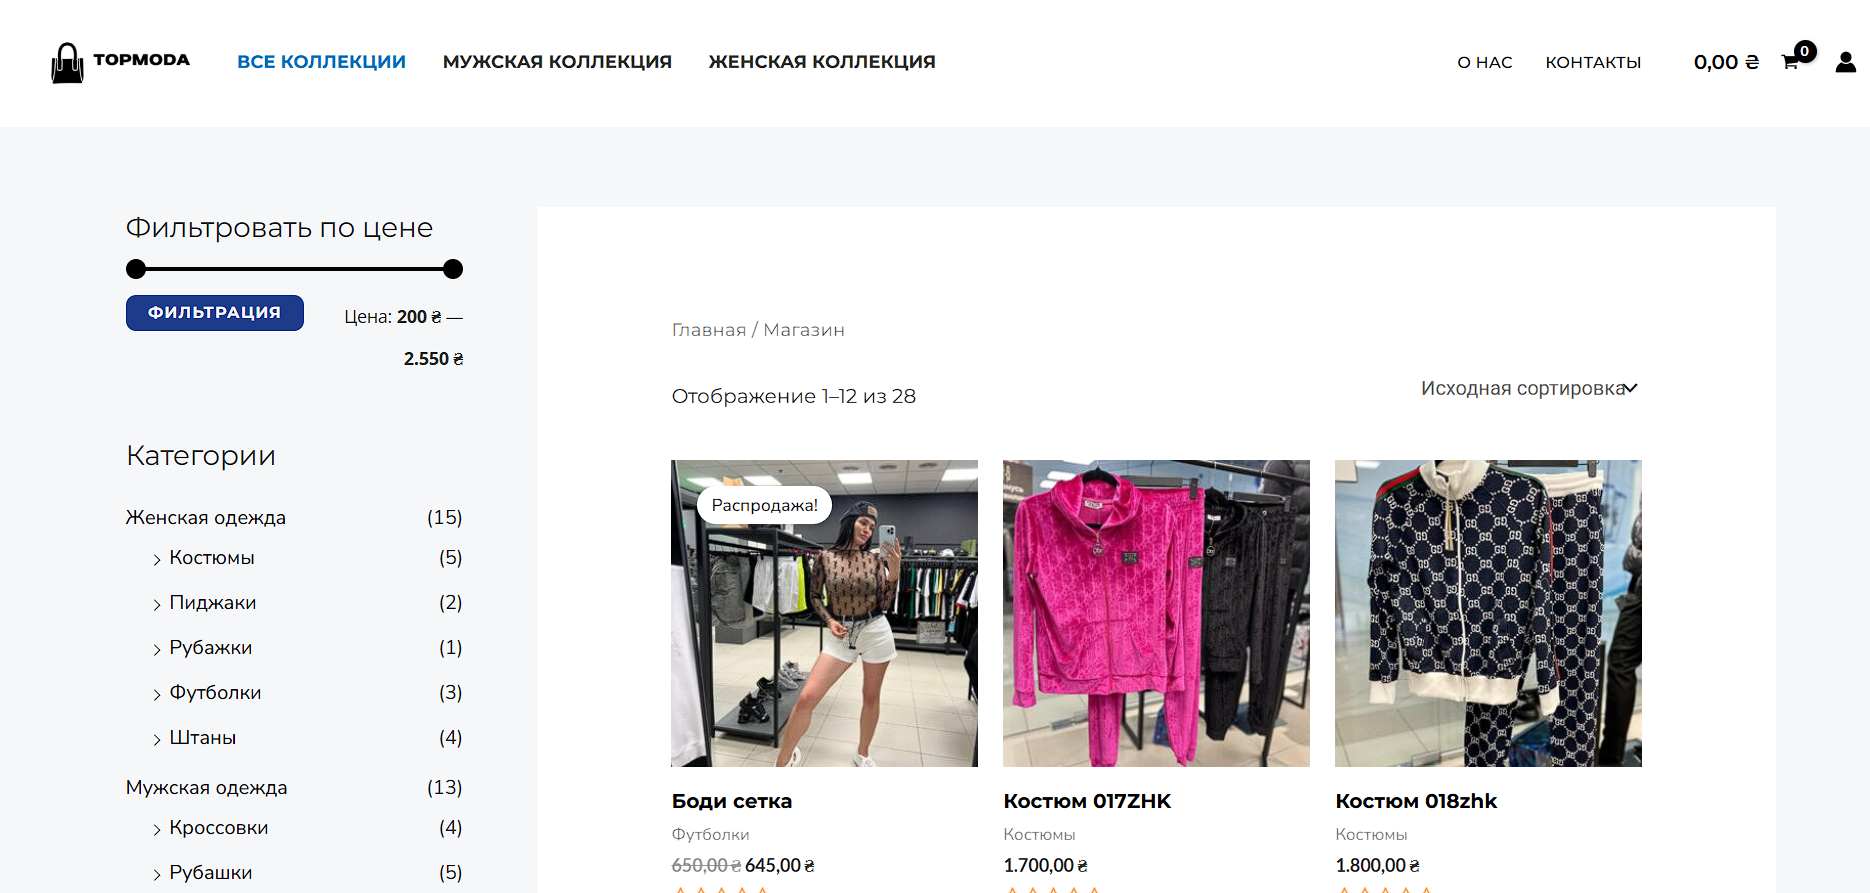 TOPMODA
ВСЕ КОЛЛЕКЦИИ
МУЖСКАЯ КОЛЛЕКЦИЯ
ЖЕНСКАЯ КОЛЛЕКЦИЯ
О НАС
КОНТАКТЫ
0,00 ₴
0
Фильтровать по цене
ФИЛЬТРАЦИЯ
Цена: 200 ₴ —
2.550 ₴
Категории
Женская одежда (15)
Костюмы (5)
Пиджаки (2)
Рубажки (1)
Футболки (3)
Штаны (4)
Мужская одежда (13)
Кроссовки (4)
Рубашки (5)
Главная / Магазин
Отображение 1–12 из 28
Исходная сортировка
Распродажа!
Боди сетка
Футболки
650,00 ₴ 645,00 ₴
Костюм 017ZHK
Костюмы
1.700,00 ₴
Костюм 018zhk
Костюмы
1.800,00 ₴